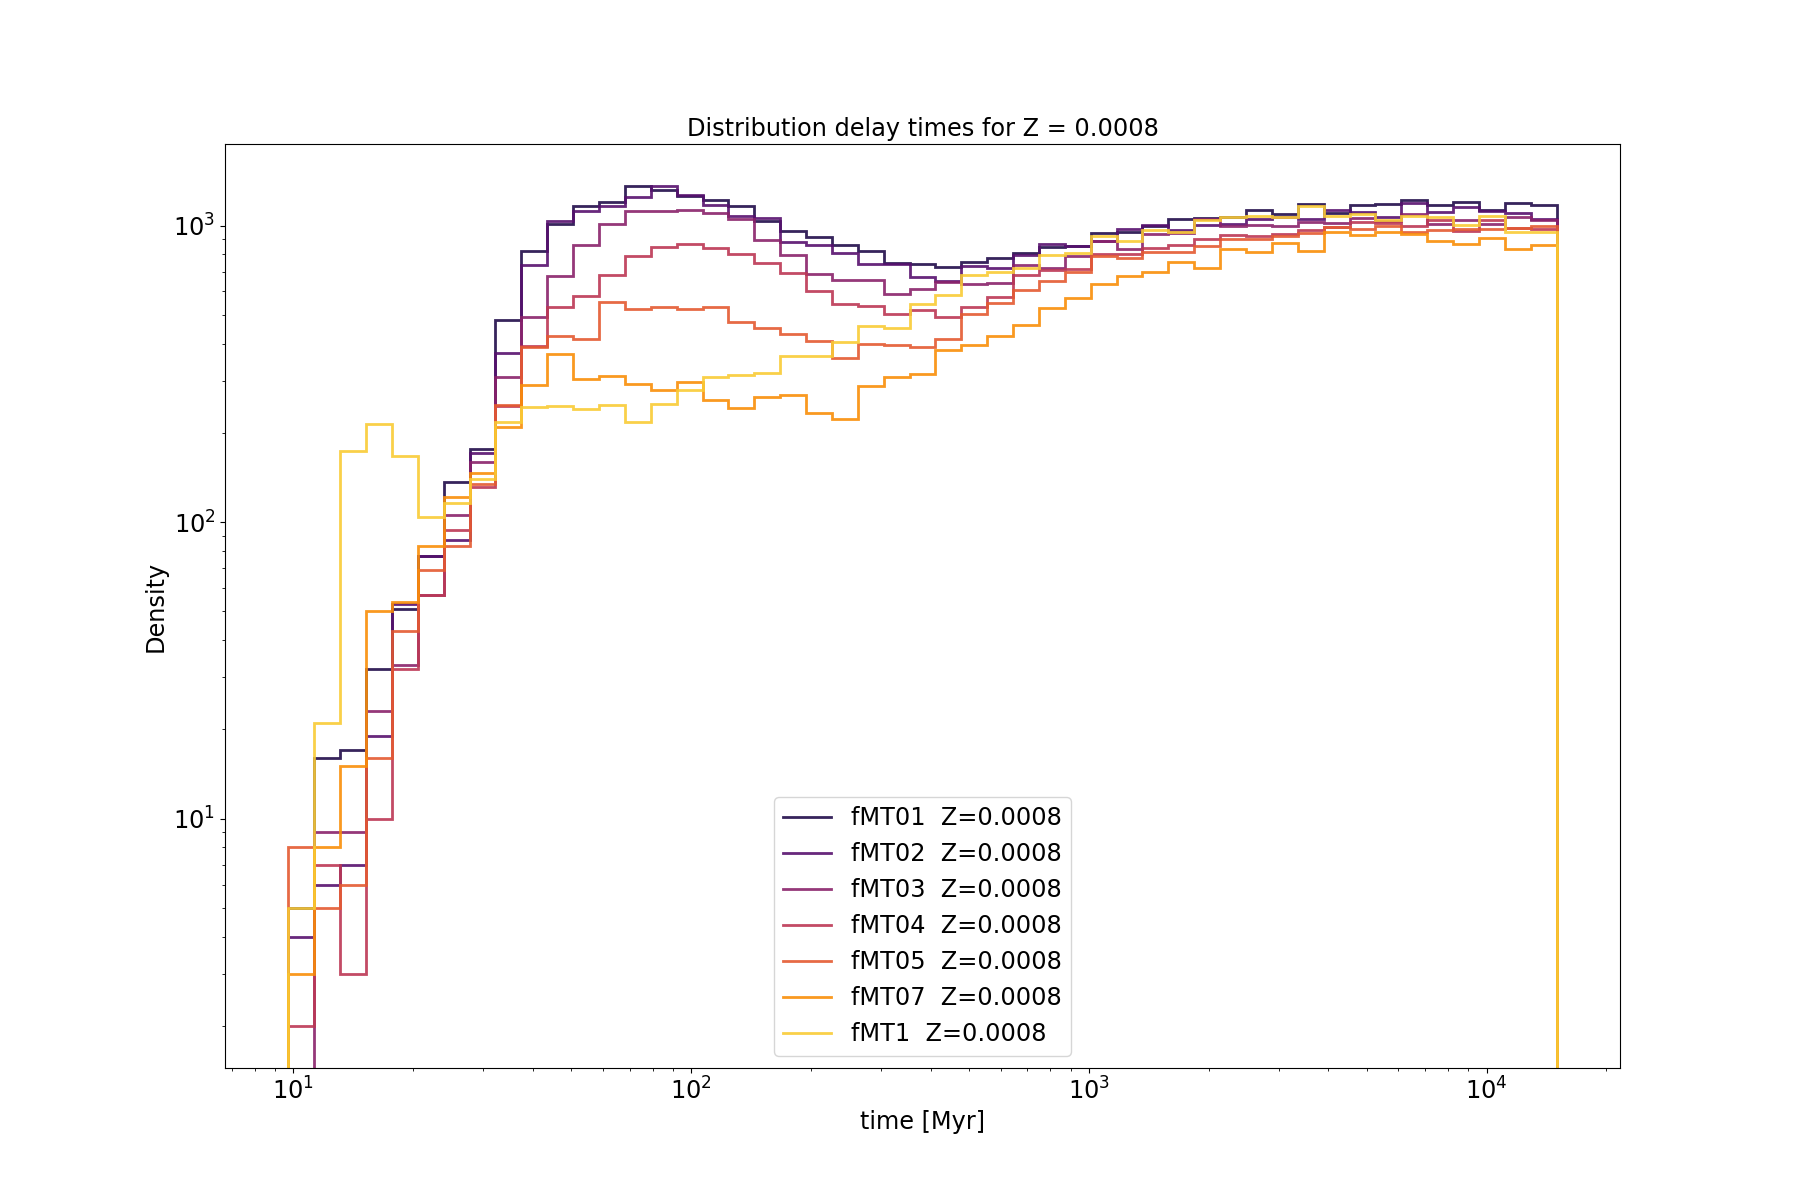 Distribution delay times for Z = 0.0008
10³
10²
10¹
Density
fMT01 Z=0.0008
fMT02 Z=0.0008
fMT03 Z=0.0008
fMT04 Z=0.0008
fMT05 Z=0.0008
fMT07 Z=0.0008
fMT1 Z=0.0008
10¹ 10² 10³ 10⁴
time [Myr]